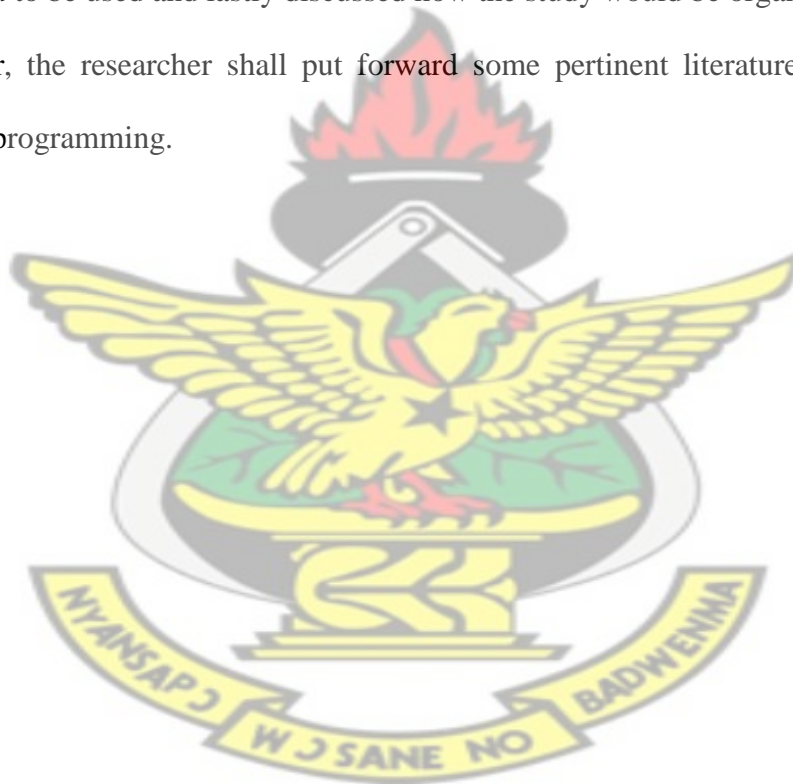 to be used and lastly discussed how the study would be organ
r, the researcher shall put forward some pertinent literature
programming.
NYANSAPƆ
WƆSANE NO
BADWENMA